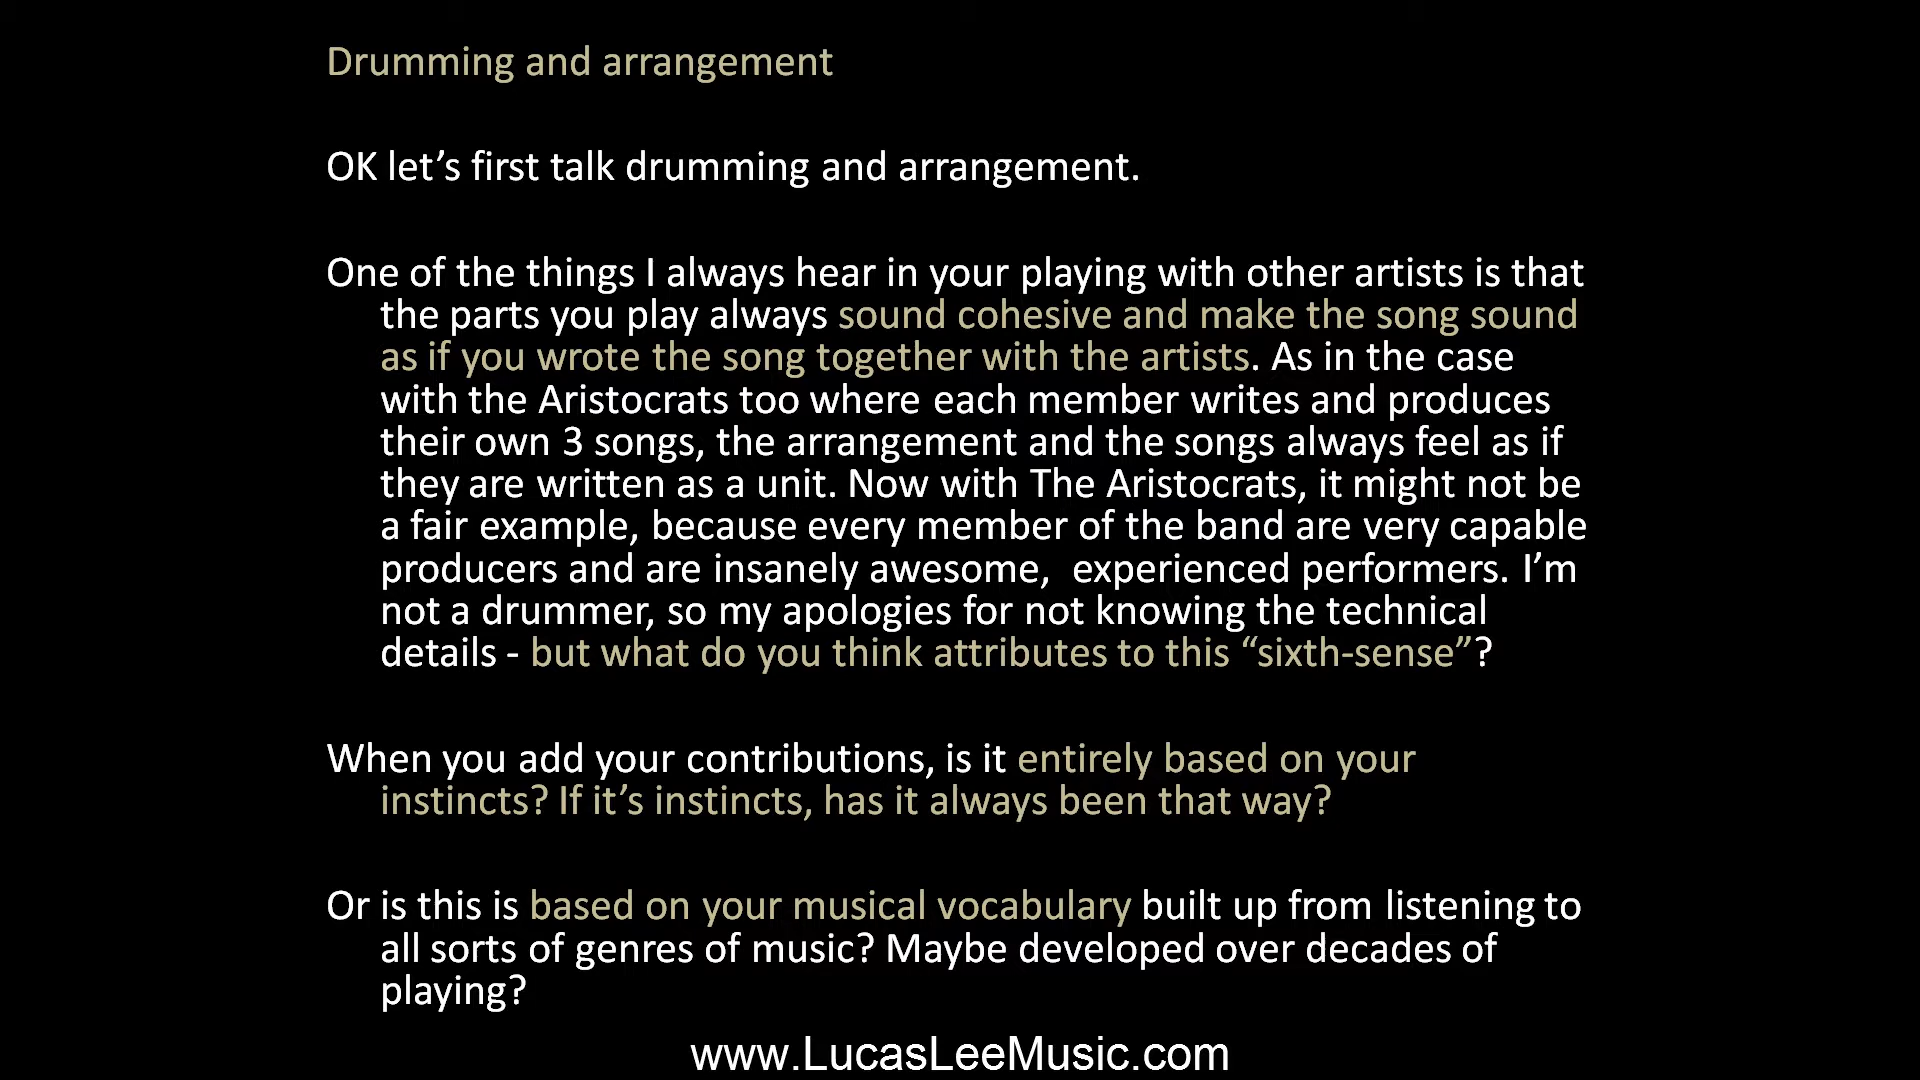 Drumming and arrangement
OK let’s first talk drumming and arrangement.
One of the things I always hear in your playing with other artists is that
the parts you play always sound cohesive and make the song sound
as if you wrote the song together with the artists. As in the case
with the Aristocrats too where each member writes and produces
their own 3 songs, the arrangement and the songs always feel as if
they are written as a unit. Now with The Aristocrats, it might not be
a fair example, because every member of the band are very capable
producers and are insanely awesome,  experienced performers. I’m
not a drummer, so my apologies for not knowing the technical
details - but what do you think attributes to this “sixth-sense”?
When you add your contributions, is it entirely based on your
instincts? If it’s instincts, has it always been that way?
Or is this is based on your musical vocabulary built up from listening to
all sorts of genres of music? Maybe developed over decades of
playing?
www.LucasLeeMusic.com